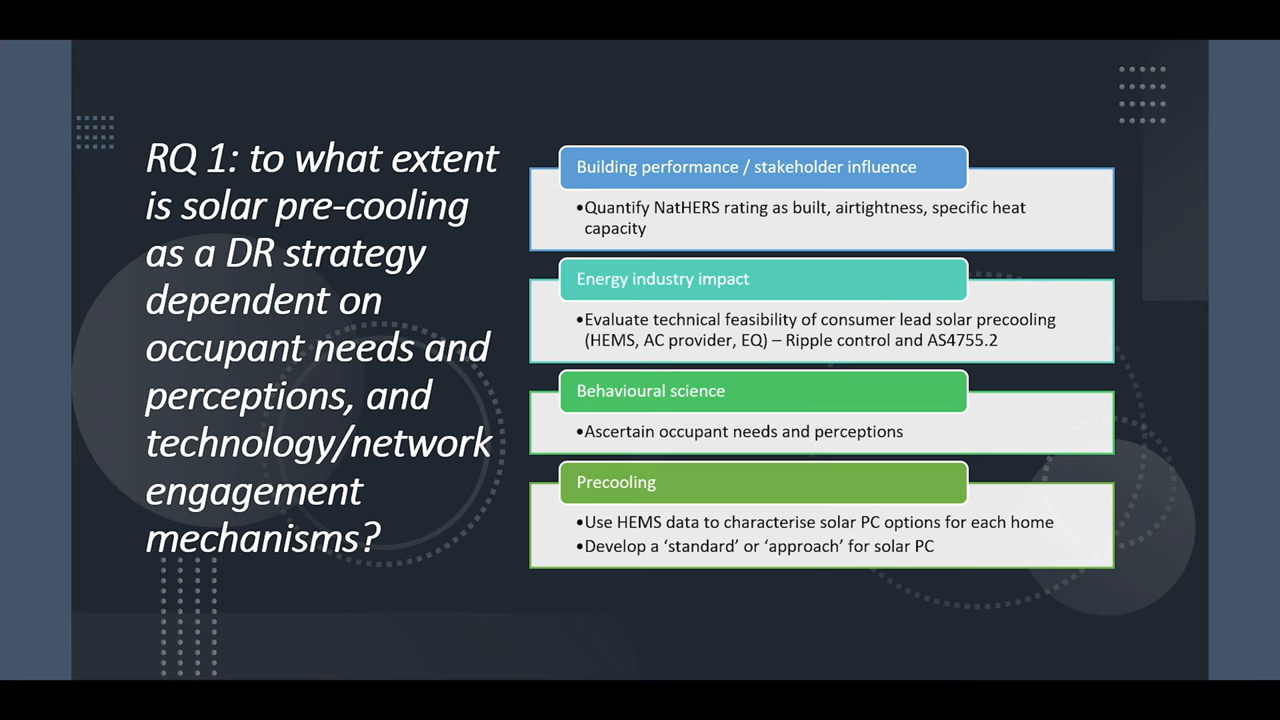 RQ 1: to what extent
is solar pre-cooling
as a DR strategy
dependent on
occupant needs and
perceptions, and
technology/network
engagement
mechanisms?
Building performance / stakeholder influence
•Quantify NatHERS rating as built, airtightness, specific heat
capacity
Energy industry impact
•Evaluate technical feasibility of consumer lead solar precooling
(HEMS, AC provider, EQ) – Ripple control and AS4755.2
Behavioural science
•Ascertain occupant needs and perceptions
Precooling
•Use HEMS data to characterise solar PC options for each home
•Develop a ‘standard’ or ‘approach’ for solar PC